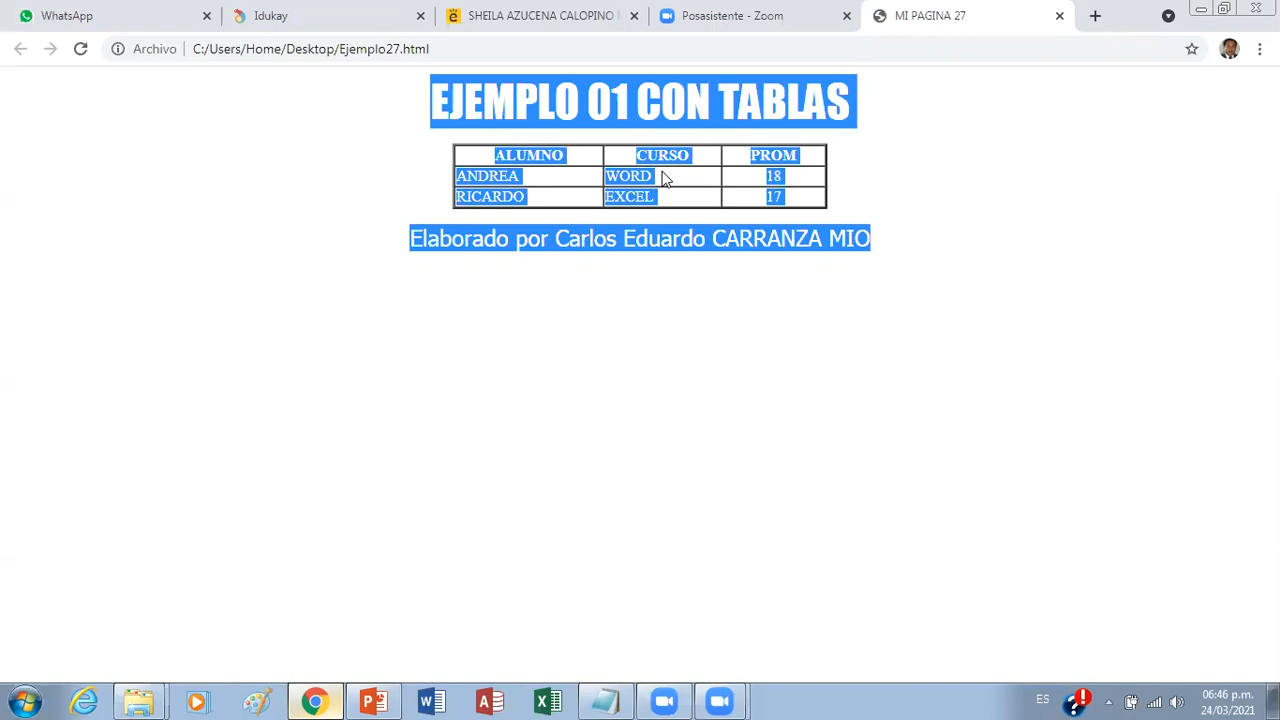 WhatsApp
Idukay
SHEILA AZUCENA CALOPINO
Posasistente - Zoom
MI PAGINA 27
Archivo
C:/Users/Home/Desktop/Ejemplo27.html
EJEMPLO 01 CON TABLAS
ALUMNO CURSO PROM
ANDREA WORD 18
RICARDO EXCEL 17
Elaborado por Carlos Eduardo CARRANZA MIO
ES
06:46 p.m.
24/03/2021